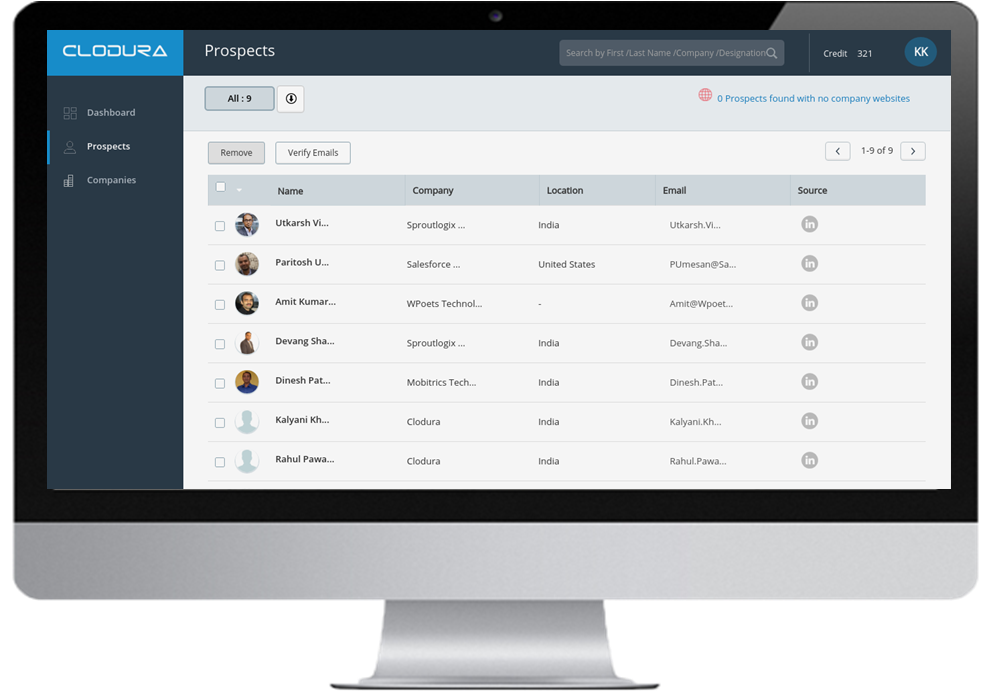 CLODURA
Prospects
Search by First /Last Name /Company /Designation
Credit 321
KK
Dashboard
Prospects
Companies
All : 9
0 Prospects found with no company websites
Remove
Verify Emails
1-9 of 9
Name Company Location Email Source
Utkarsh Vi... Sproutlogix ... India Utkarsh.Vi... in
Paritosh U... Salesforce ... United States PUmesan@Sa... in
Amit Kumar... WPoets Technol... - Amit@Wpoet... in
Devang Sha... Sproutlogix ... India Devang.Sha... in
Dinesh Pat... Mobitrics Tech... India Dinesh.Pat... in
Kalyani Kh... Clodura India Kalyani.Kh... in
Rahul Pawa... Clodura India Rahul.Pawa... in